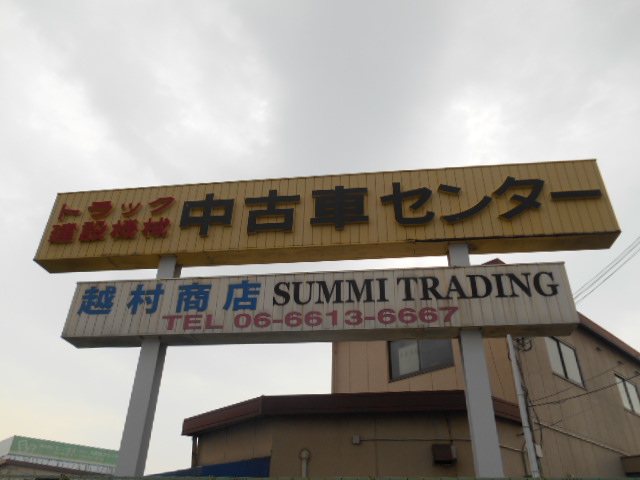 トラック
建設機械
中古車センター
越村商店 SUMMI TRADING
TEL 06-6613-6667